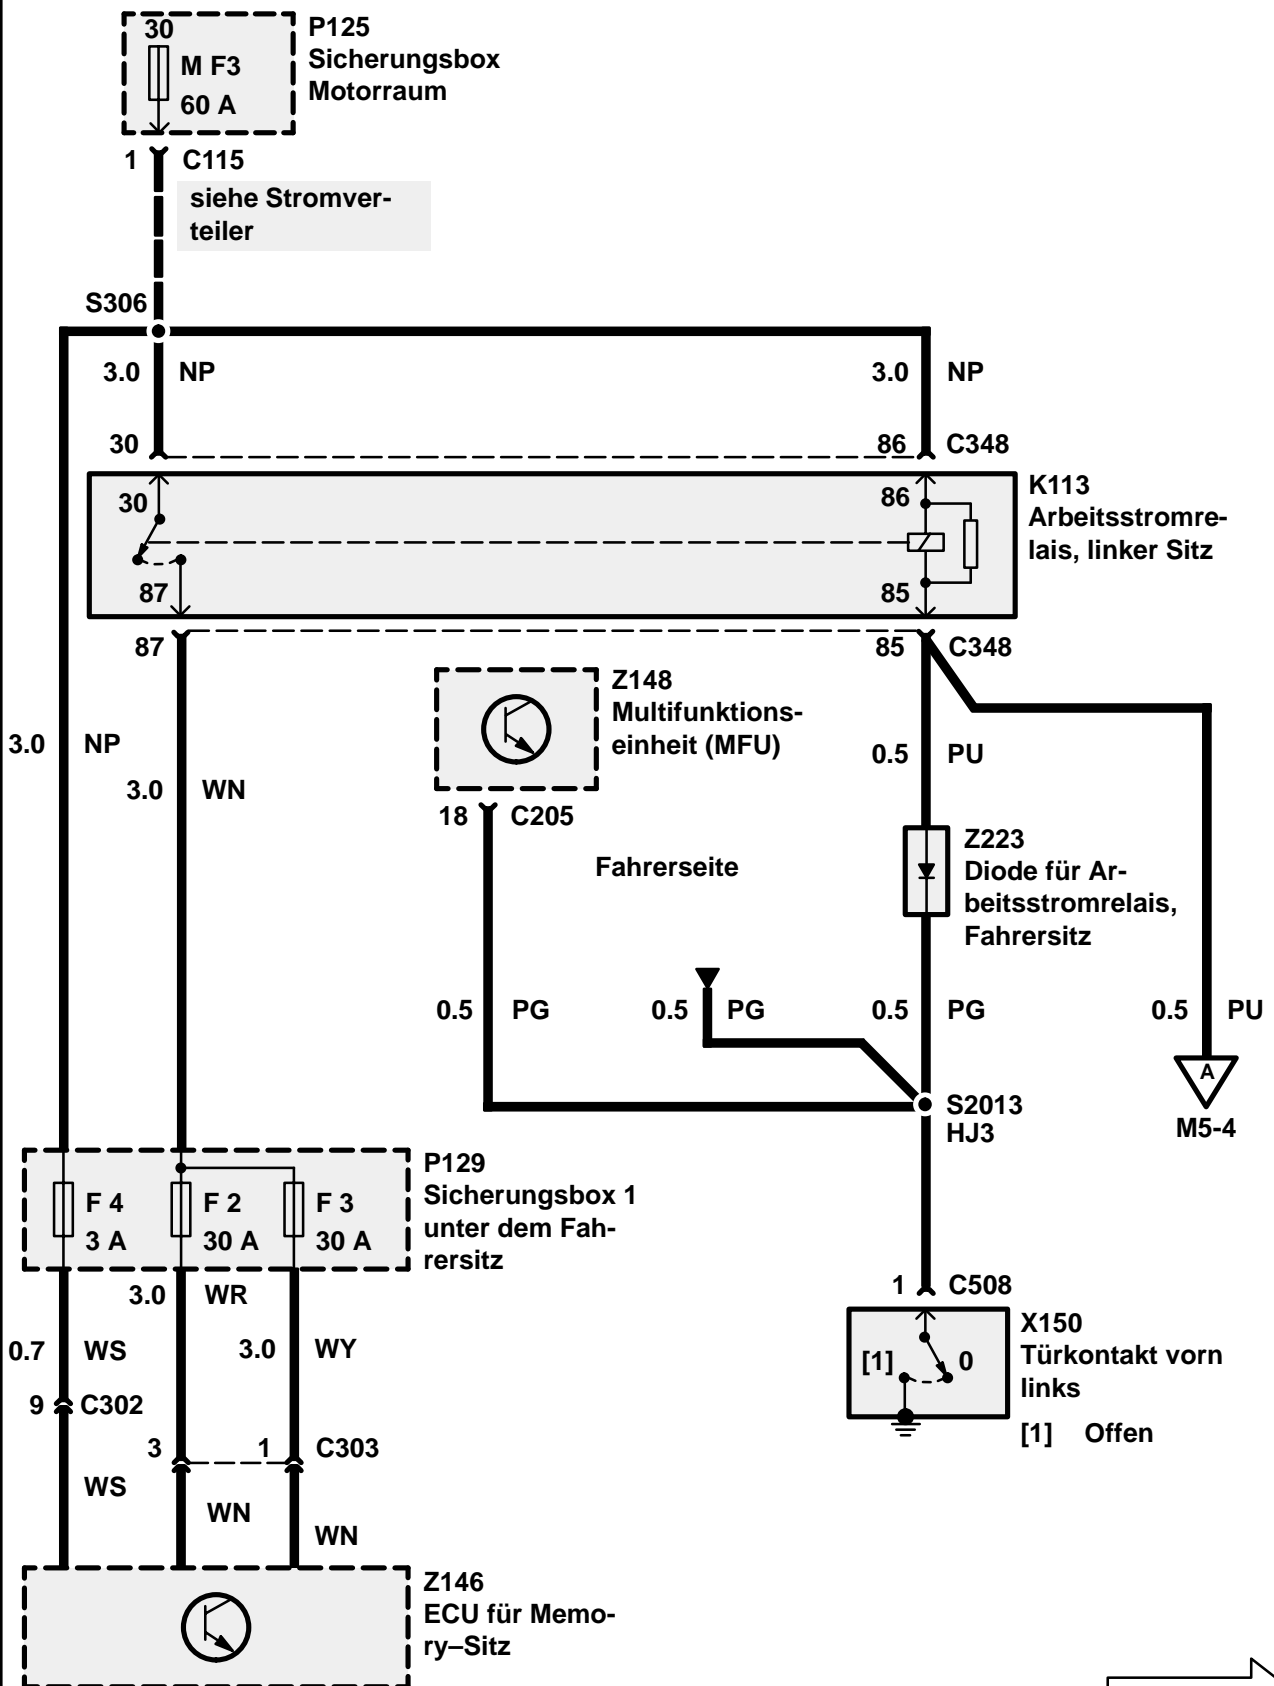 30
M F3
60 A
P125
Sicherungsbox
Motorraum
1 C115
siehe Stromver-
teiler
S306
3.0 NP
3.0 NP
30
86 C348
30
86
K113
Arbeitsstromre-
lais, linker Sitz
87
85
87
85 C348
Z148
Multifunktions-
einheit (MFU)
3.0 NP
3.0 WN
0.5 PU
18 C205
Fahrerseite
Z223
Diode für Ar-
beitsstromrelais,
Fahrersitz
0.5 PG
0.5 PG
0.5 PG
0.5 PU
A
M5-4
S2013
HJ3
P129
Sicherungsbox 1
unter dem Fah-
rersitz
F 4
3 A
F 2
30 A
F 3
30 A
3.0 WR
1 C508
0.7 WS
3.0 WY
X150
Türkontakt vorn
links
[1] Offen
[1] 0
9 C302
3
1 C303
WS
WN
WN
Z146
ECU für Memo-
ry–Sitz